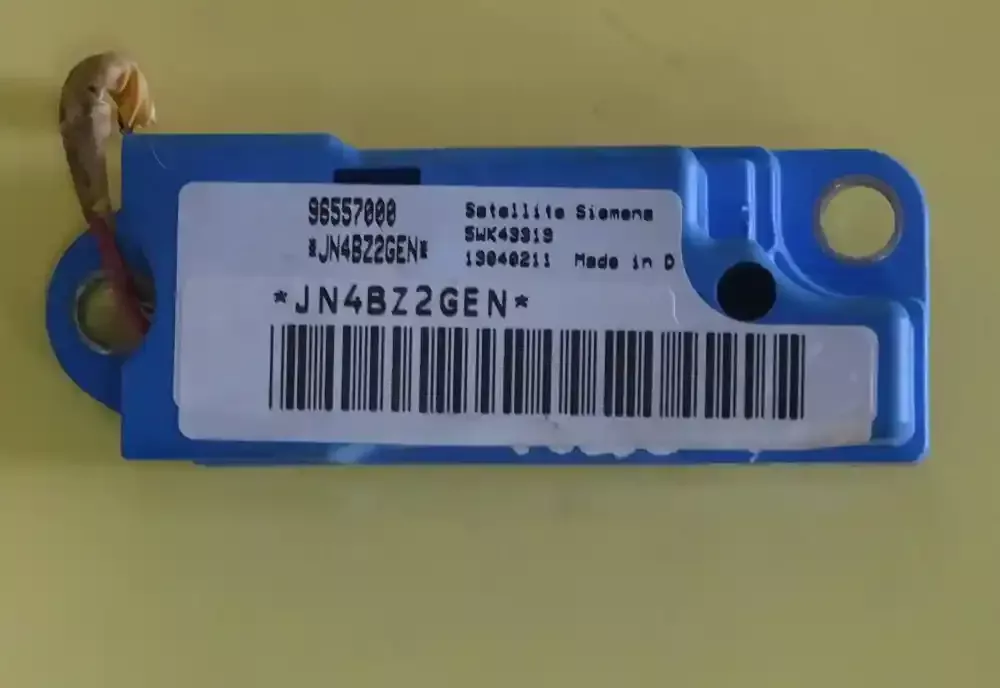 96557000
*JN4BZ2GEN*
Satellite Siemens
5WK43319
13040211 Made in D
*JN4BZ2GEN*